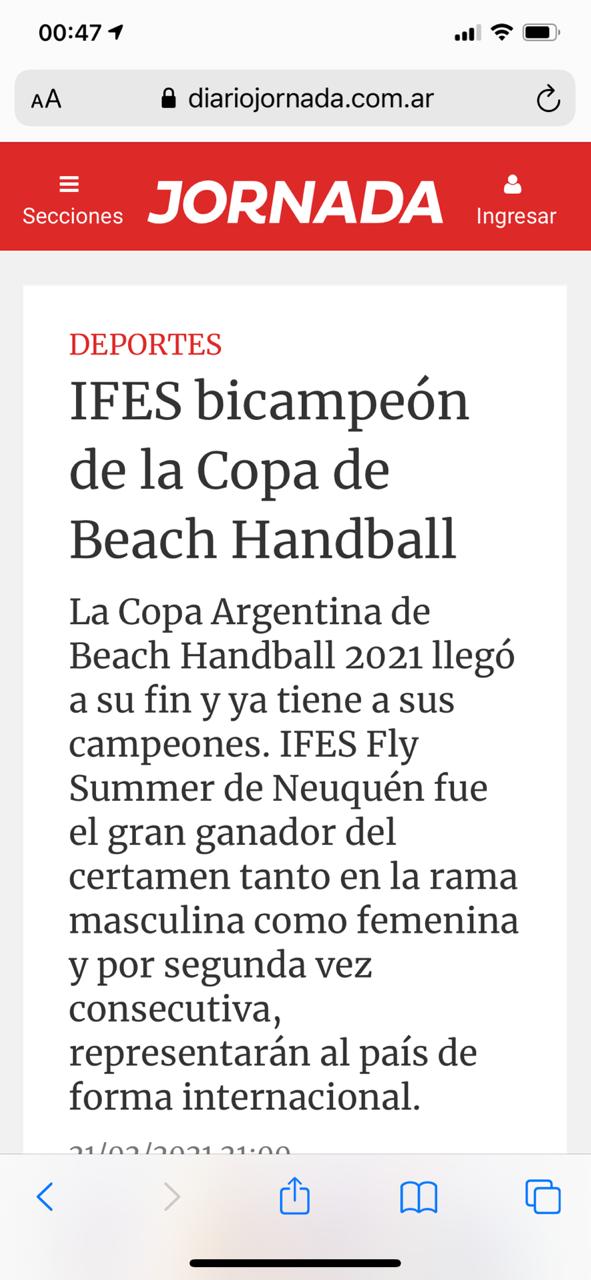 00:47
AA diariojornada.com.ar
Secciones JORNADA Ingresar
DEPORTES
IFES bicampeón
de la Copa de
Beach Handball
La Copa Argentina de
Beach Handball 2021 llegó
a su fin y ya tiene a sus
campeones. IFES Fly
Summer de Neuquén fue
el gran ganador del
certamen tanto en la rama
masculina como femenina
y por segunda vez
consecutiva,
representarán al país de
forma internacional.